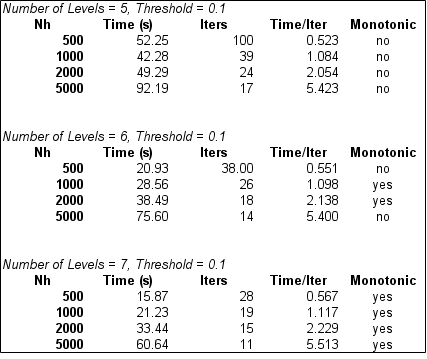 Number of Levels = 5, Threshold = 0.1
Nh Time (s) Iters Time/Iter Monotonic
500 52.25 100 0.523 no
1000 42.28 39 1.084 no
2000 49.29 24 2.054 no
5000 92.19 17 5.423 no
Number of Levels = 6, Threshold = 0.1
Nh Time (s) Iters Time/Iter Monotonic
500 20.93 38.00 0.551 no
1000 28.56 26 1.098 yes
2000 38.49 18 2.138 yes
5000 75.60 14 5.400 no
Number of Levels = 7, Threshold = 0.1
Nh Time (s) Iters Time/Iter Monotonic
500 15.87 28 0.567 yes
1000 21.23 19 1.117 yes
2000 33.44 15 2.229 yes
5000 60.64 11 5.513 yes